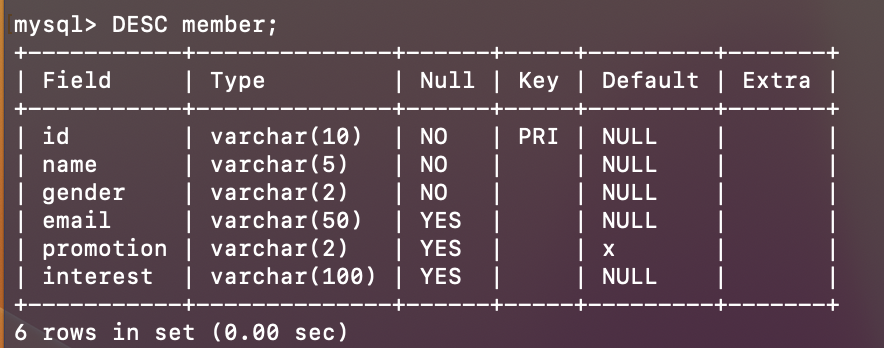 mysql> DESC member;
+-----------+--------------+------+-----+---------+-------+
| Field     | Type         | Null | Key | Default | Extra |
+-----------+--------------+------+-----+---------+-------+
| id        | varchar(10)  | NO   | PRI | NULL    |       |
| name      | varchar(5)   | NO   |     | NULL    |       |
| gender    | varchar(2)   | NO   |     | NULL    |       |
| email     | varchar(50)  | YES  |     | NULL    |       |
| promotion | varchar(2)   | YES  |     | x       |       |
| interest  | varchar(100) | YES  |     | NULL    |       |
+-----------+--------------+------+-----+---------+-------+
6 rows in set (0.00 sec)